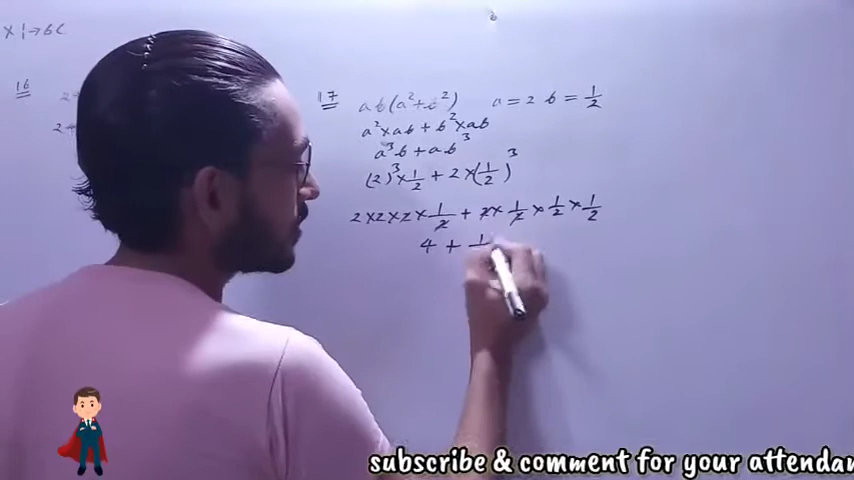 x 1→6C
16
2
2+
17 ab(a²+b²) a=2 b=1/2
a²×ab+b²×ab
a³b+ab³
(2)³×1/2+2×(1/2)³
2×2×2×1/2+2×1/2×1/2×1/2
4+1
subscribe & comment for your attendan